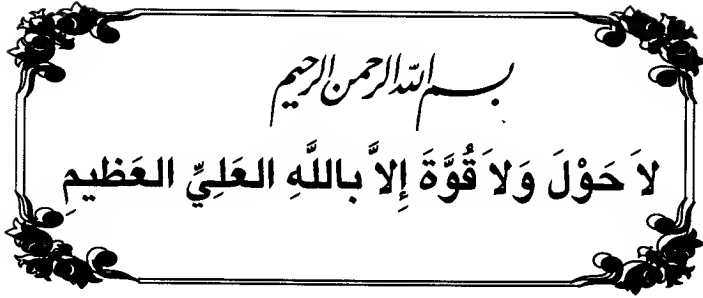 بسم الله الرحمن الرحيم
لاَ حَوْلَ وَلاَ قُوَّةَ إِلاَّ باللَّهِ العَلِيِّ العَظيمِ